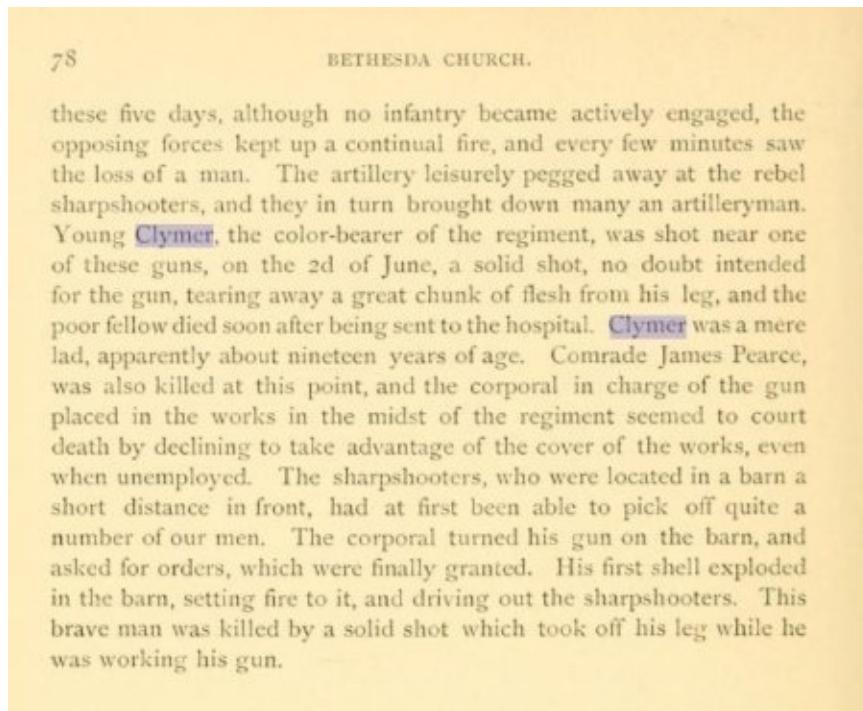 78
BETHESDA CHURCH.
these five days, although no infantry became actively engaged, the
opposing forces kept up a continual fire, and every few minutes saw
the loss of a man. The artillery leisurely pegged away at the rebel
sharpshooters, and they in turn brought down many an artilleryman.
Young Clymer, the color-bearer of the regiment, was shot near one
of these guns, on the 2d of June, a solid shot, no doubt intended
for the gun, tearing away a great chunk of flesh from his leg, and the
poor fellow died soon after being sent to the hospital. Clymer was a mere
lad, apparently about nineteen years of age. Comrade James Pearce,
was also killed at this point, and the corporal in charge of the gun
placed in the works in the midst of the regiment seemed to court
death by declining to take advantage of the cover of the works, even
when unemployed. The sharpshooters, who were located in a barn a
short distance in front, had at first been able to pick off quite a
number of our men. The corporal turned his gun on the barn, and
asked for orders, which were finally granted. His first shell exploded
in the barn, setting fire to it, and driving out the sharpshooters. This
brave man was killed by a solid shot which took off his leg while he
was working his gun.